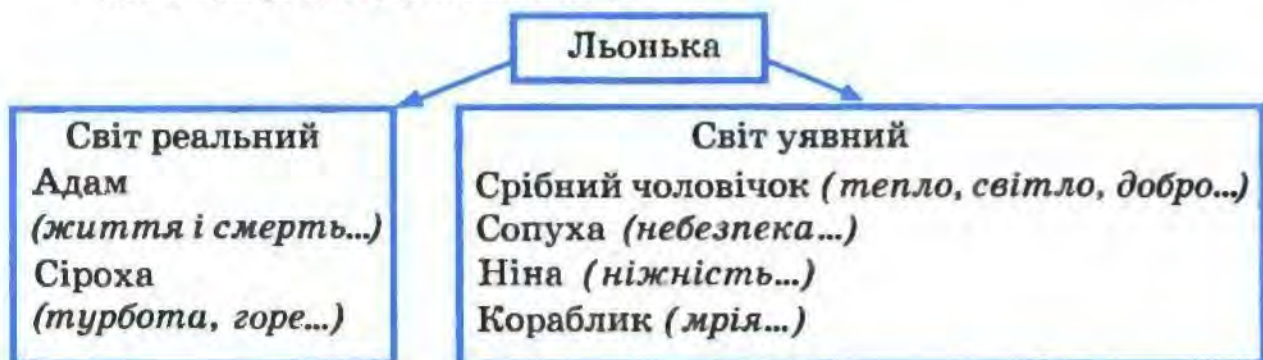 Льонька
Світ реальний
Адам
(життя і смерть...)
Сіроха
(турбота, горе...)
Світ уявний
Срібний чоловічок (тепло, світло, добро...)
Сопуха (небезпека...)
Ніна (ніжність...)
Кораблик (мрія...)